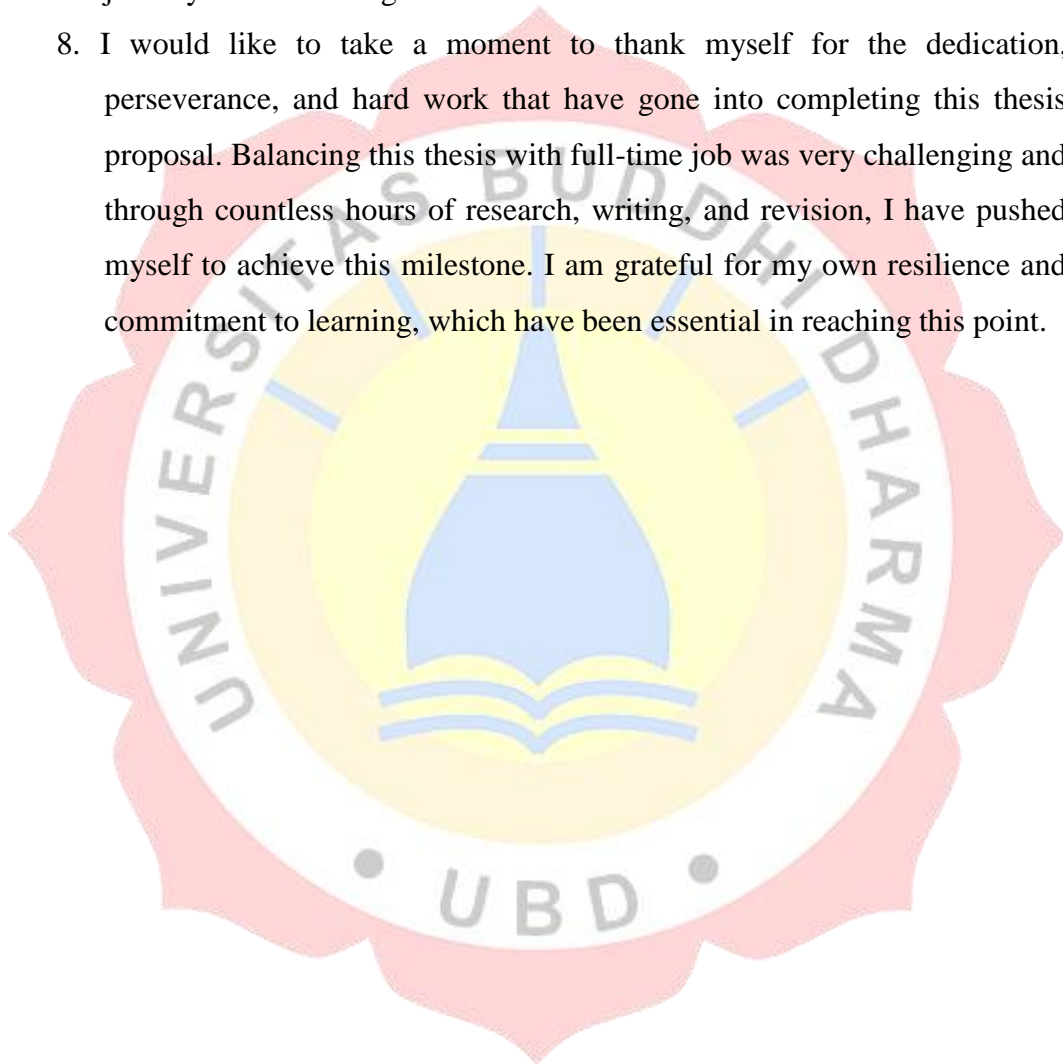 8. I would like to take a moment to thank myself for the dedication,
perseverance, and hard work that have gone into completing this thesis
proposal. Balancing this thesis with full-time job was very challenging and
through countless hours of research, writing, and revision, I have pushed
myself to achieve this milestone. I am grateful for my own resilience and
commitment to learning, which have been essential in reaching this point.
UNIVERSITAS BUDDHI DHARMA
• UBD •